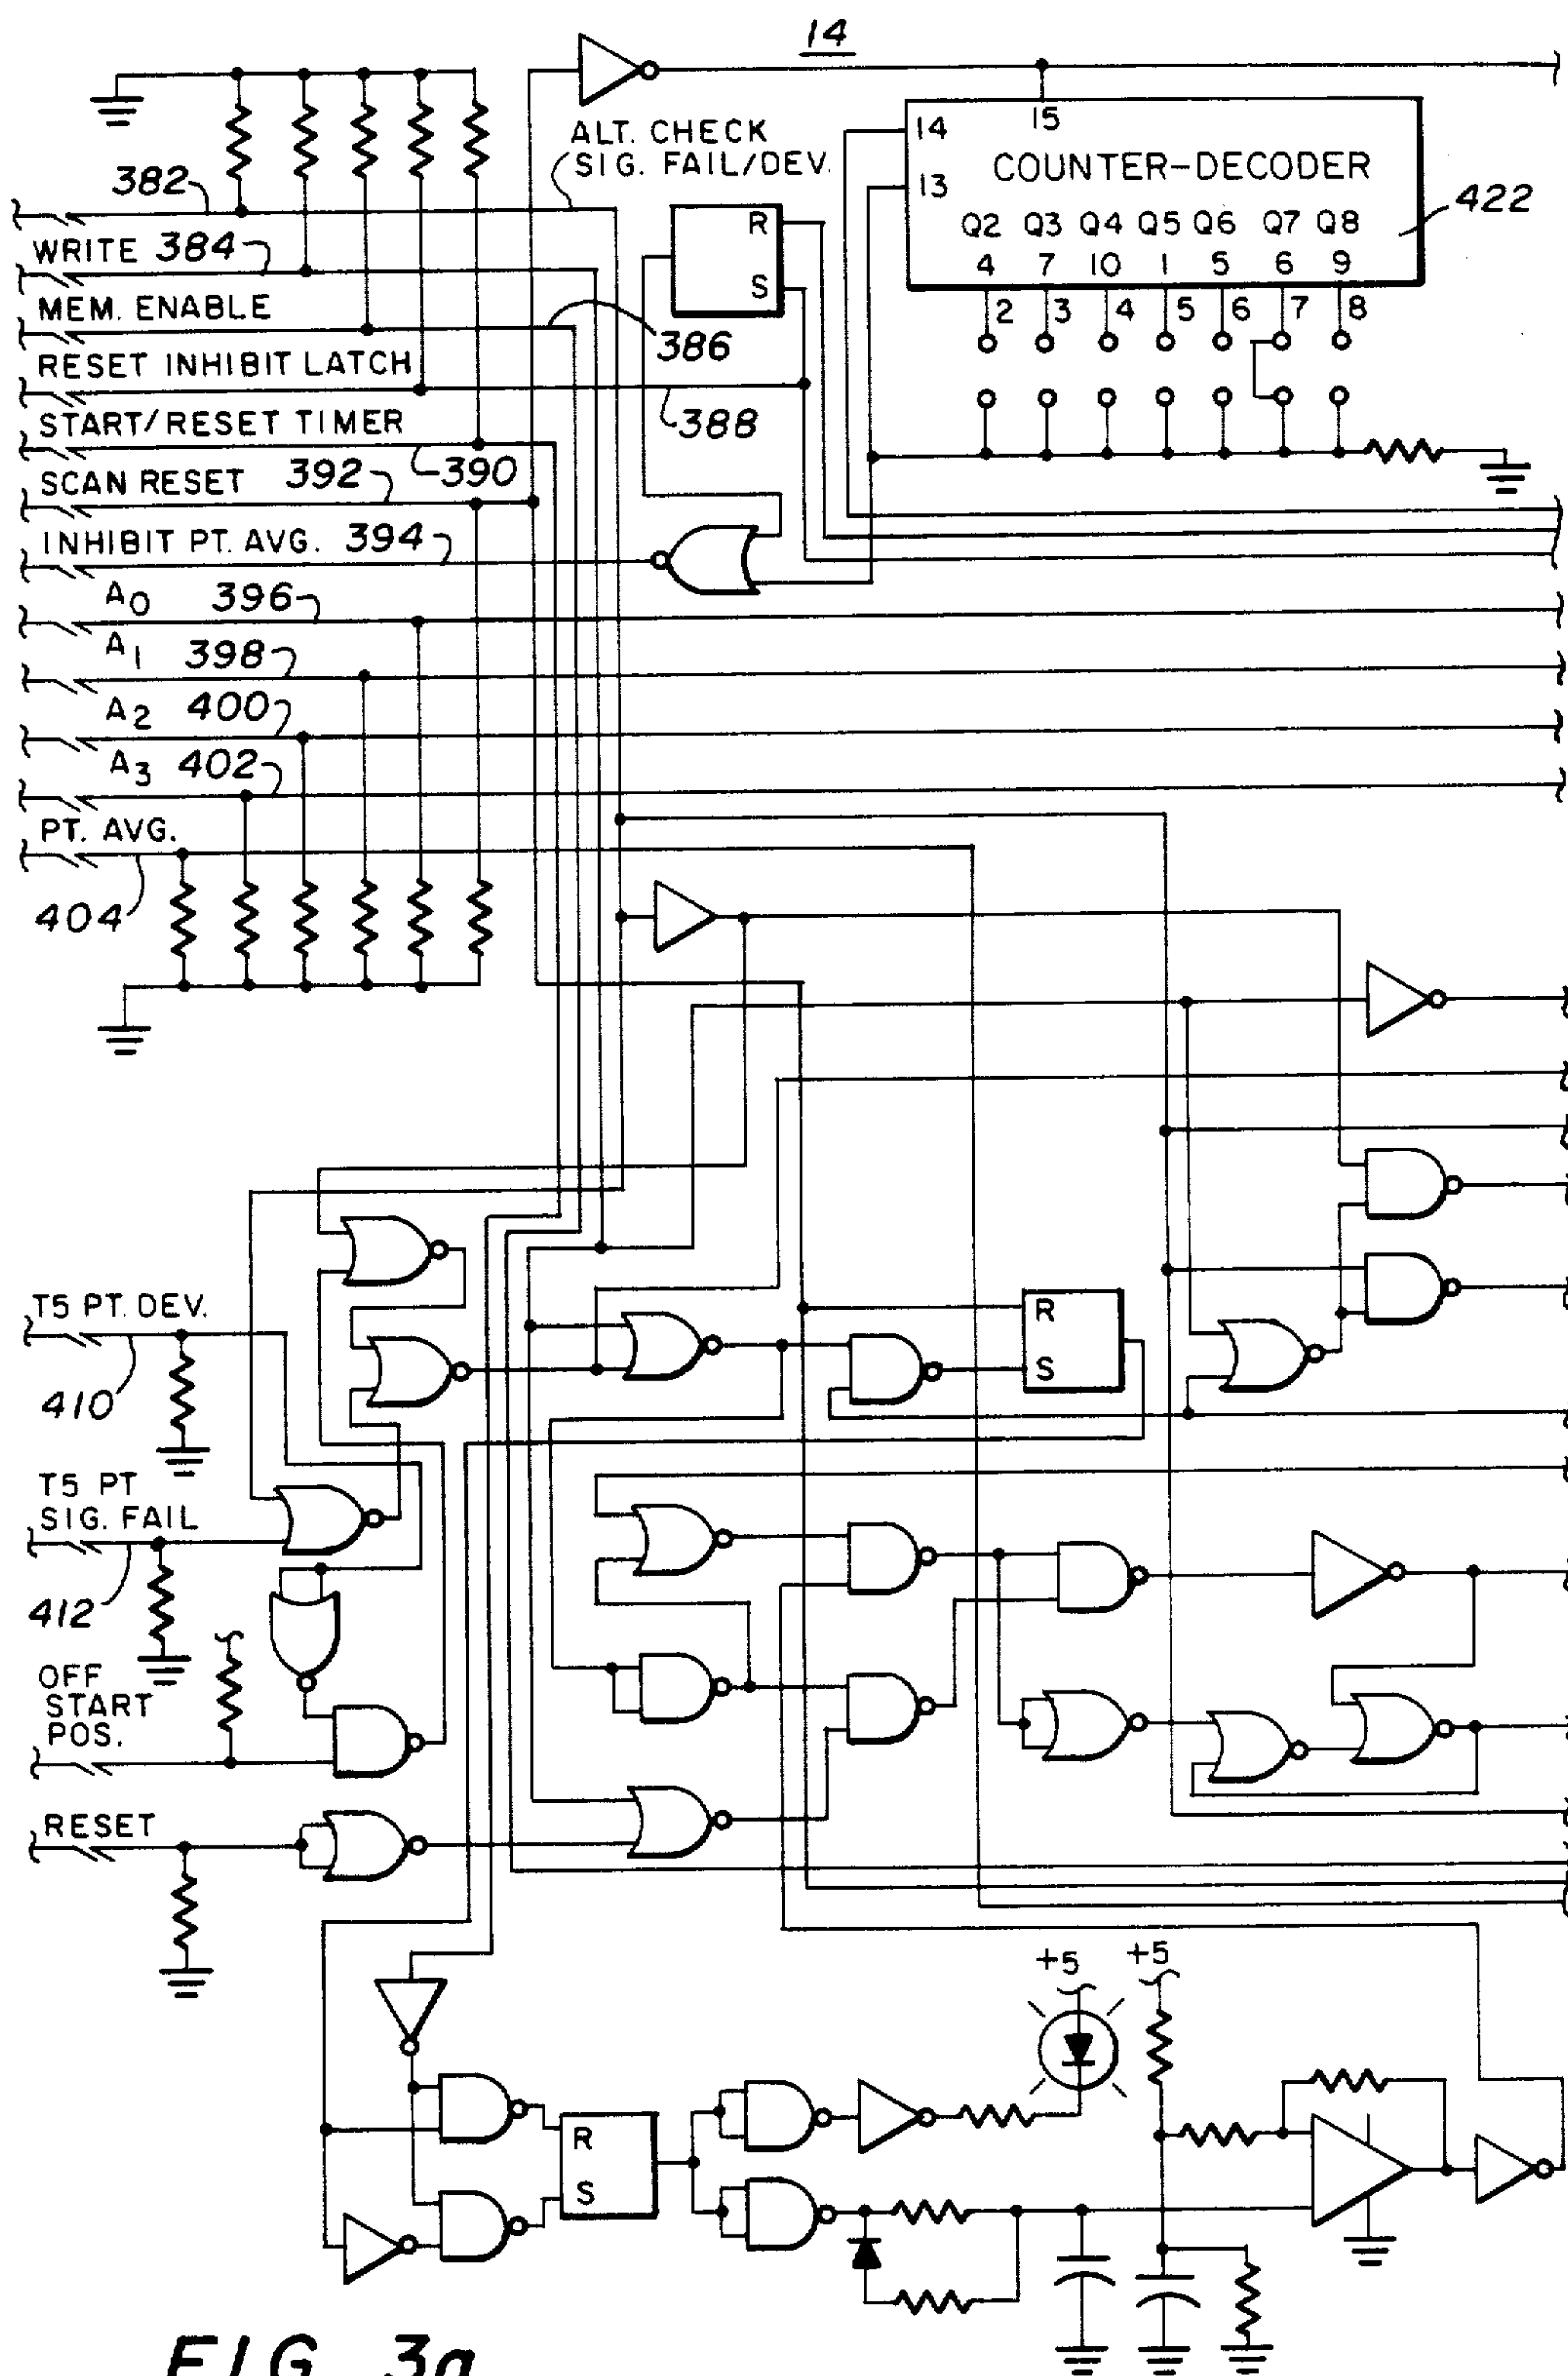 14
ALT. CHECK
SIG. FAIL/DEV.
14
15
COUNTER-DECODER
13
422
Q2 Q3 Q4 Q5 Q6 Q7 Q8
4 7 10 1 5 6 9
2 3 4 5 6 7 8
382
WRITE 384
MEM. ENABLE
386
RESET INHIBIT LATCH
388
START/RESET TIMER
390
SCAN RESET 392
INHIBIT PT. AVG. 394
R
S
A0 396
A1 398
A2 400
A3 402
PT. AVG.
404
T5 PT. DEV.
410
R
S
T5 PT
SIG. FAIL
412
OFF
START
POS.
RESET
+5 +5
R
S
FIG. 3a